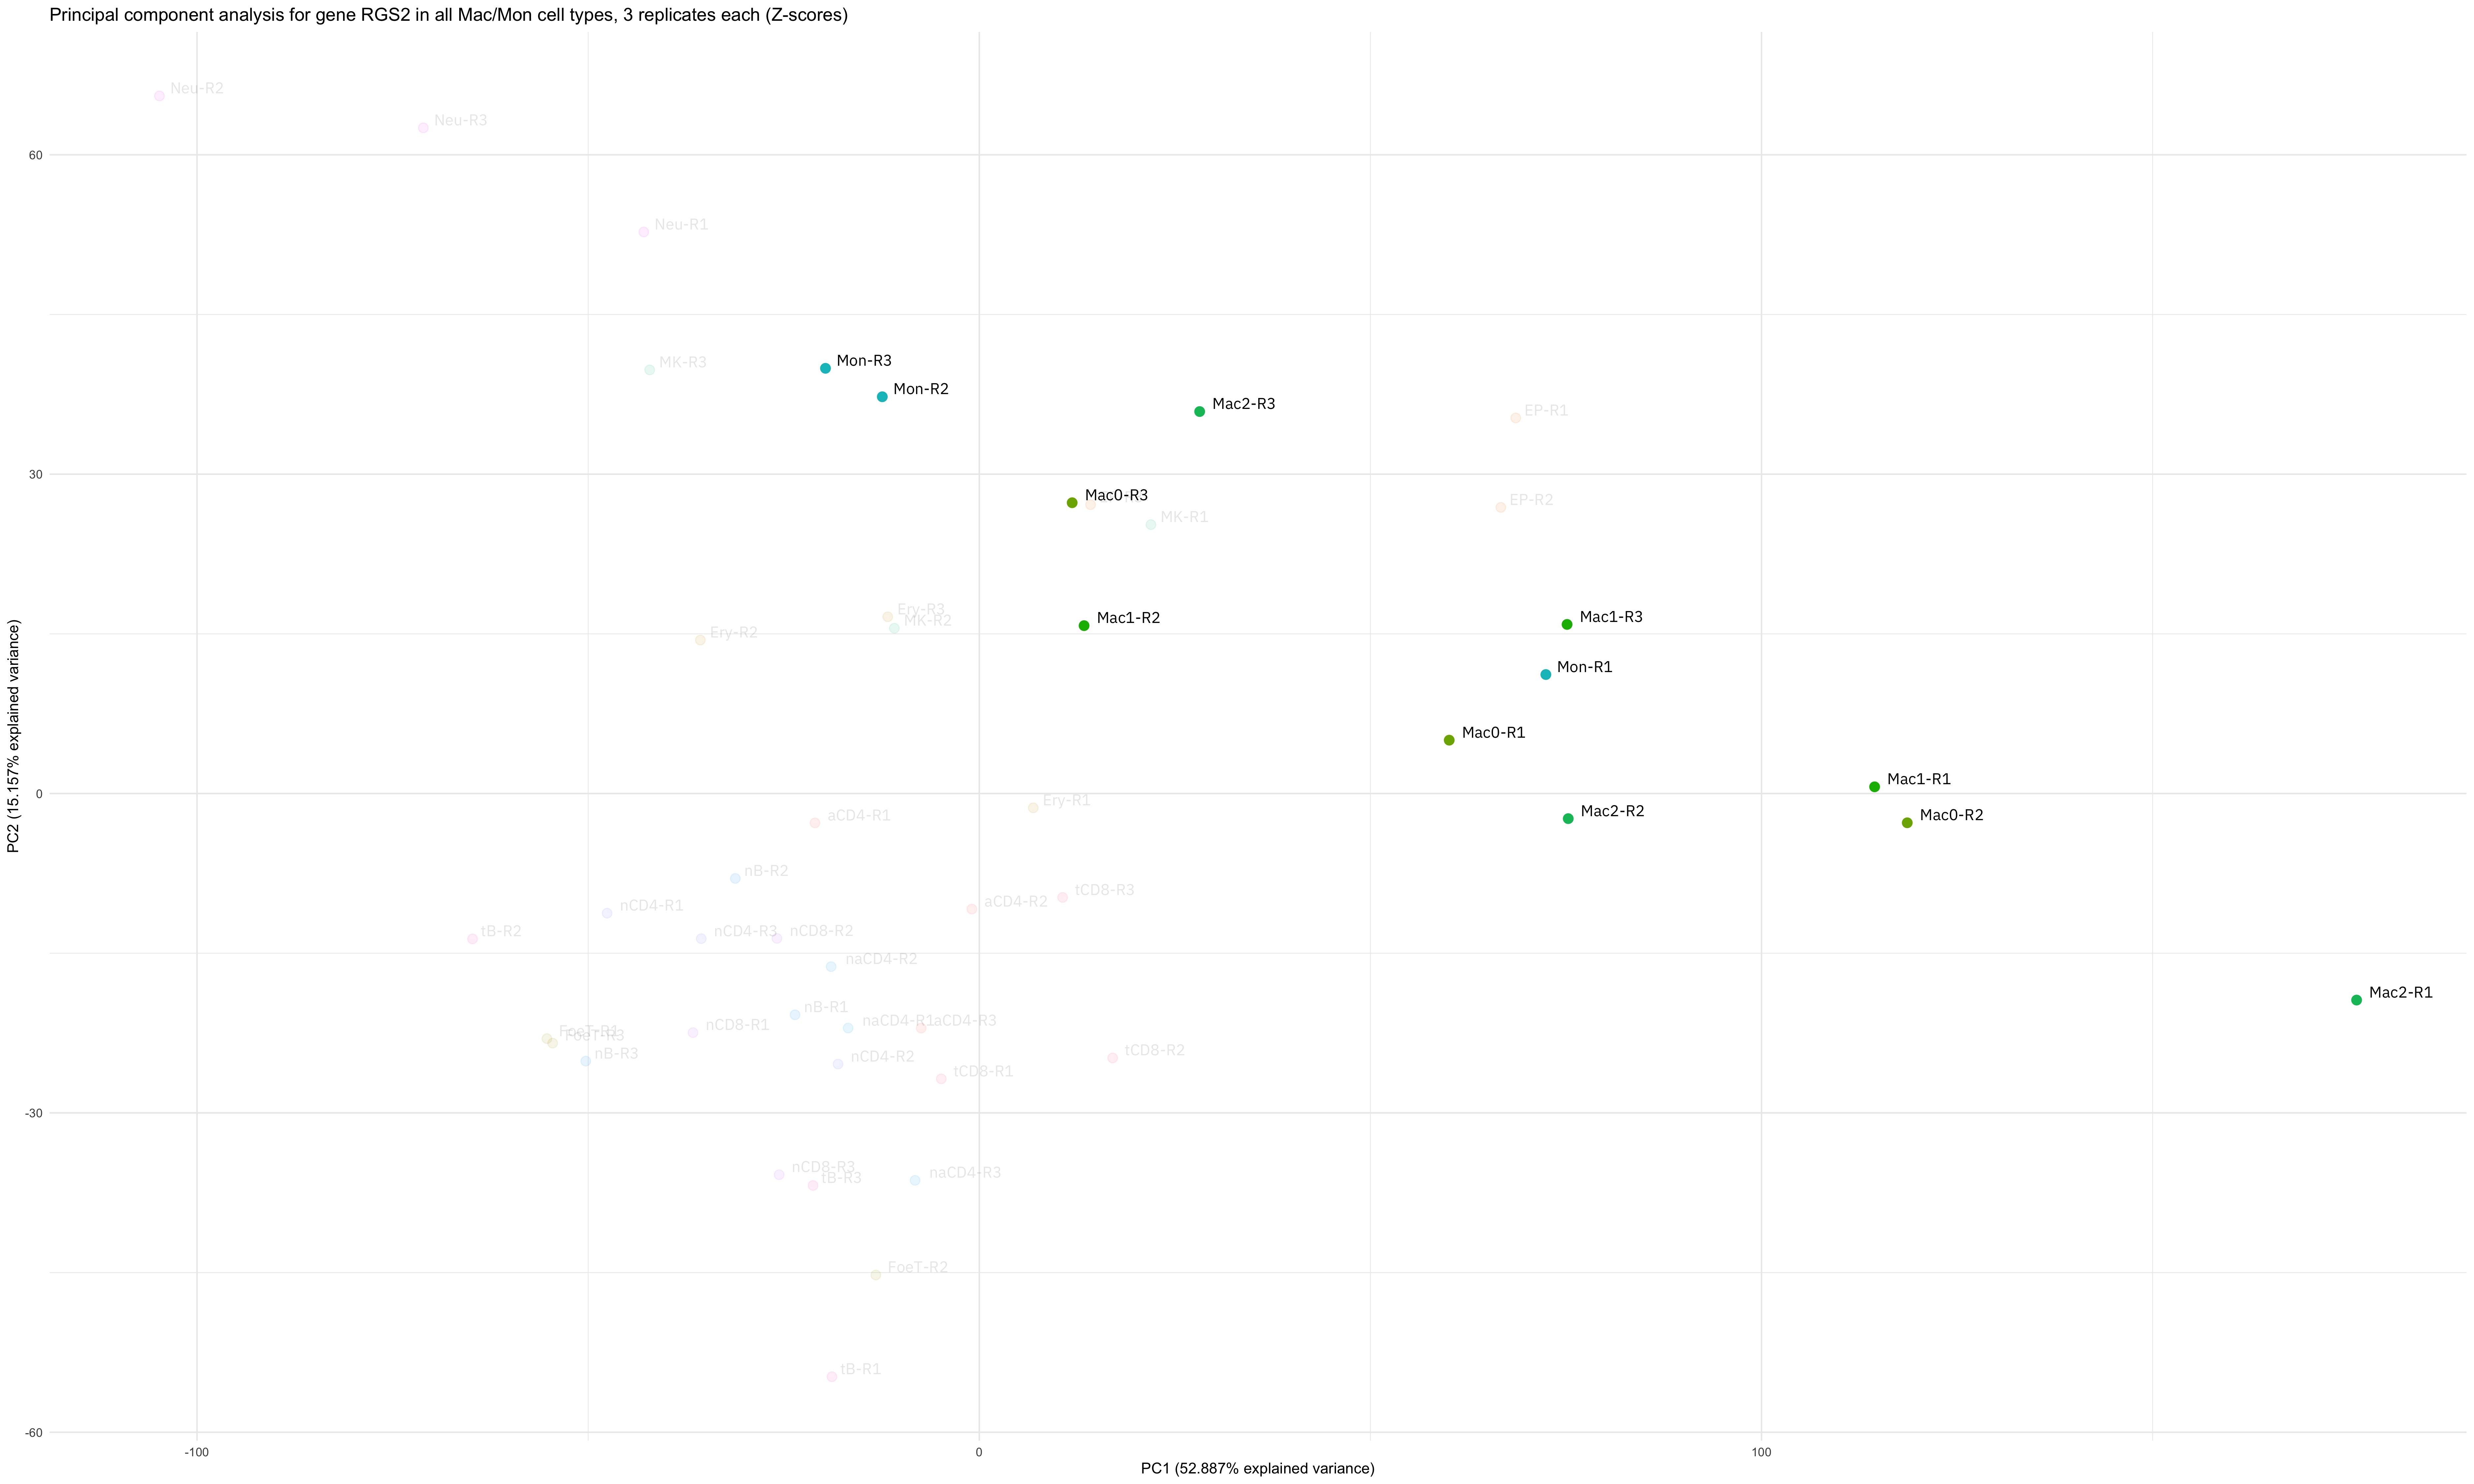 Principal component analysis for gene RGS2 in all Mac/Mon cell types, 3 replicates each (Z-scores)
Neu-R2
Neu-R3
60
Neu-R1
Mon-R3
MK-R3
Mon-R2
Mac2-R3
EP-R1
30
Mac0-R3
EP-R2
MK-R1
Ery-R3
Mac1-R3
Mac1-R2
MK-R2
Ery-R2
Mon-R1
Mac0-R1
Mac1-R1
0
Ery-R1
Mac2-R2
aCD4-R1
Mac0-R2
nB-R2
tCD8-R3
aCD4-R2
nCD4-R1
tB-R2
nCD4-R3
nCD8-R2
naCD4-R2
Mac2-R1
nB-R1
naCD4-R1
aCD4-R3
nCD8-R1
FoeT-R1
FoeT-R3
tCD8-R2
nB-R3
nCD4-R2
tCD8-R1
-30
nCD8-R3
naCD4-R3
tB-R3
FoeT-R2
tB-R1
-60
-100
0
100
PC1 (52.887% explained variance)
PC2 (15.157% explained variance)